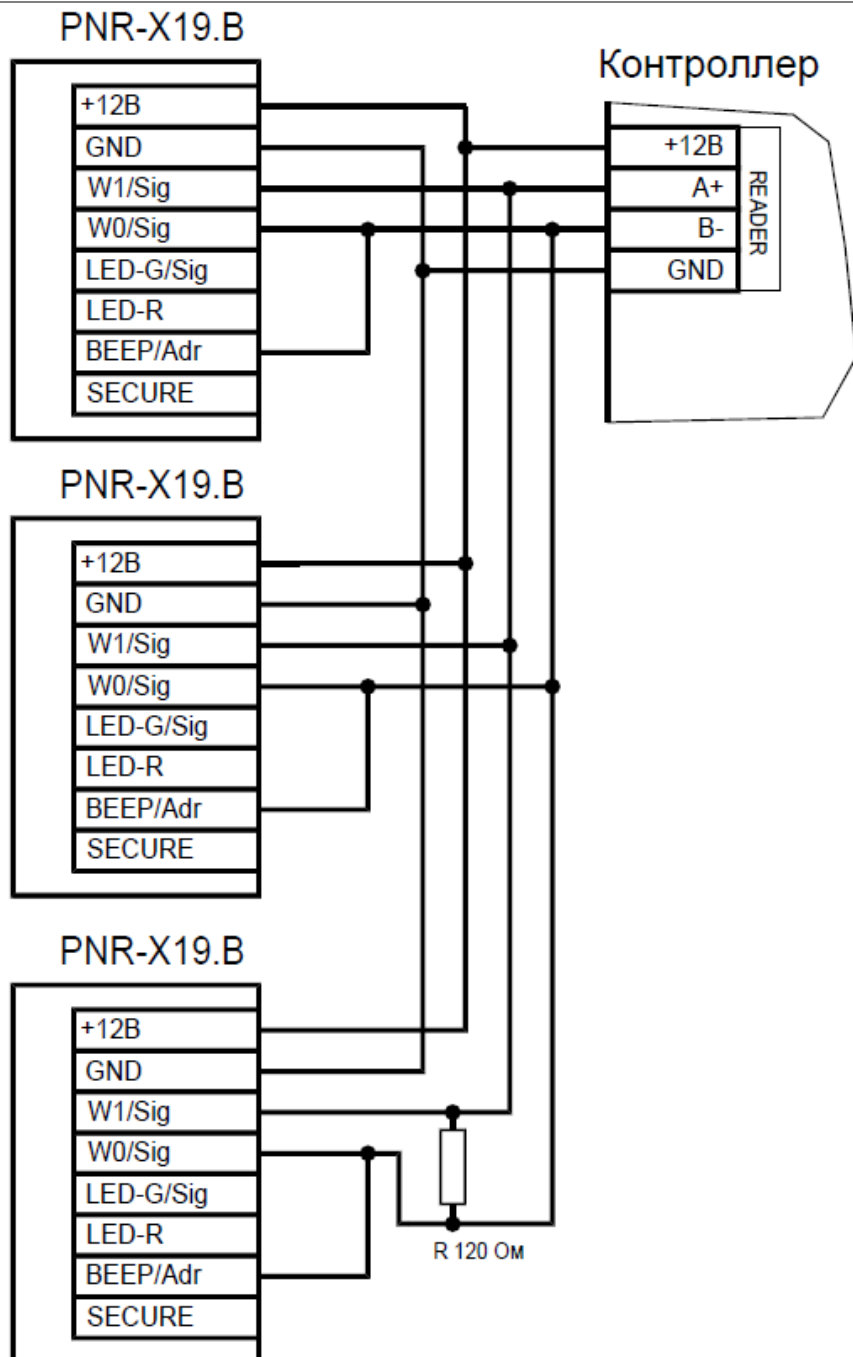 PNR-X19.B
+12В
GND
W1/Sig
W0/Sig
LED-G/Sig
LED-R
BEEP/Adr
SECURE
Контроллер
+12В
A+
B-
GND
READER
PNR-X19.B
+12В
GND
W1/Sig
W0/Sig
LED-G/Sig
LED-R
BEEP/Adr
SECURE
PNR-X19.B
+12В
GND
W1/Sig
W0/Sig
LED-G/Sig
LED-R
BEEP/Adr
SECURE
R 120 Ом